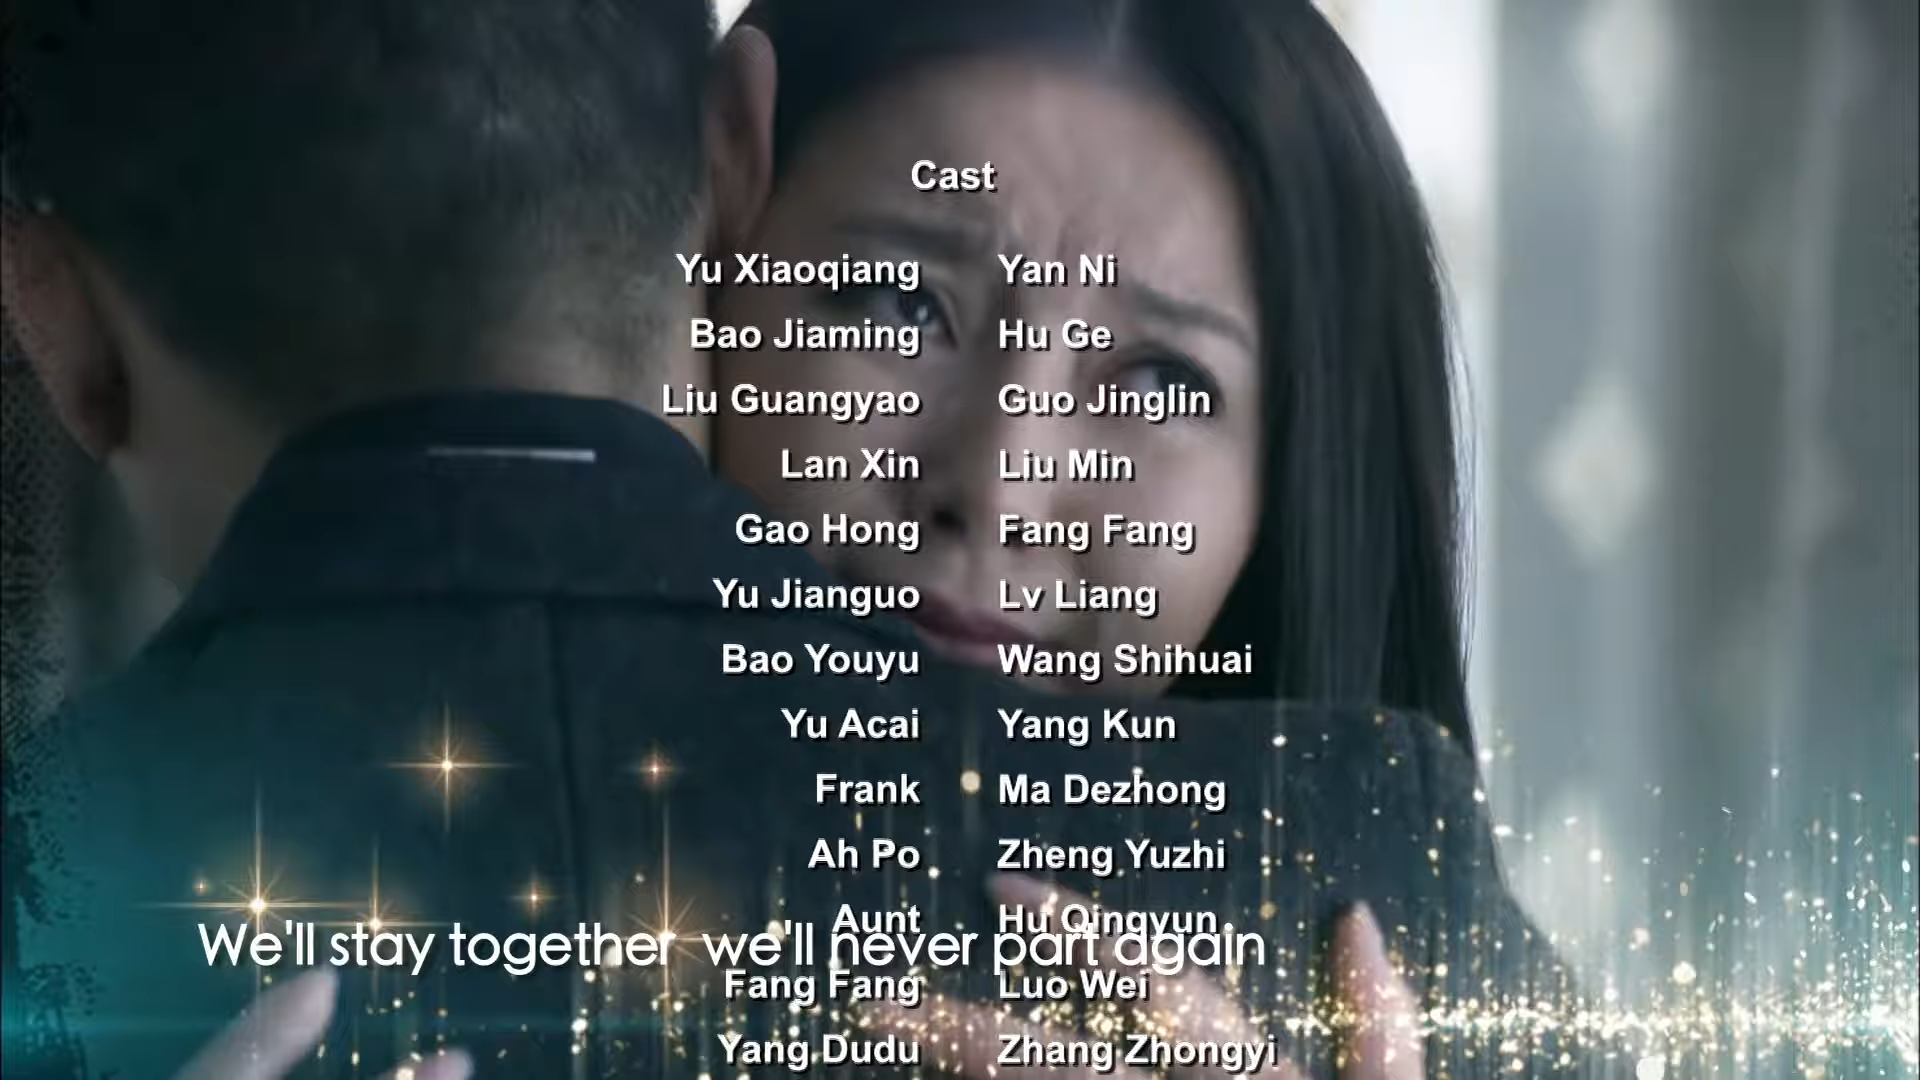 Cast
Yu Xiaoqiang Yan Ni
Bao Jiaming Hu Ge
Liu Guangyao Guo Jinglin
Lan Xin Liu Min
Gao Hong Fang Fang
Yu Jianguo Lv Liang
Bao Youyu Wang Shihuai
Yu Acai Yang Kun
Frank Ma Dezhong
Ah Po Zheng Yuzhi
Aunt Hu Qingyun
We'll stay together we'll never part again
Fang Fang Luo Wei
Yang Dudu Zhang Zhongyi